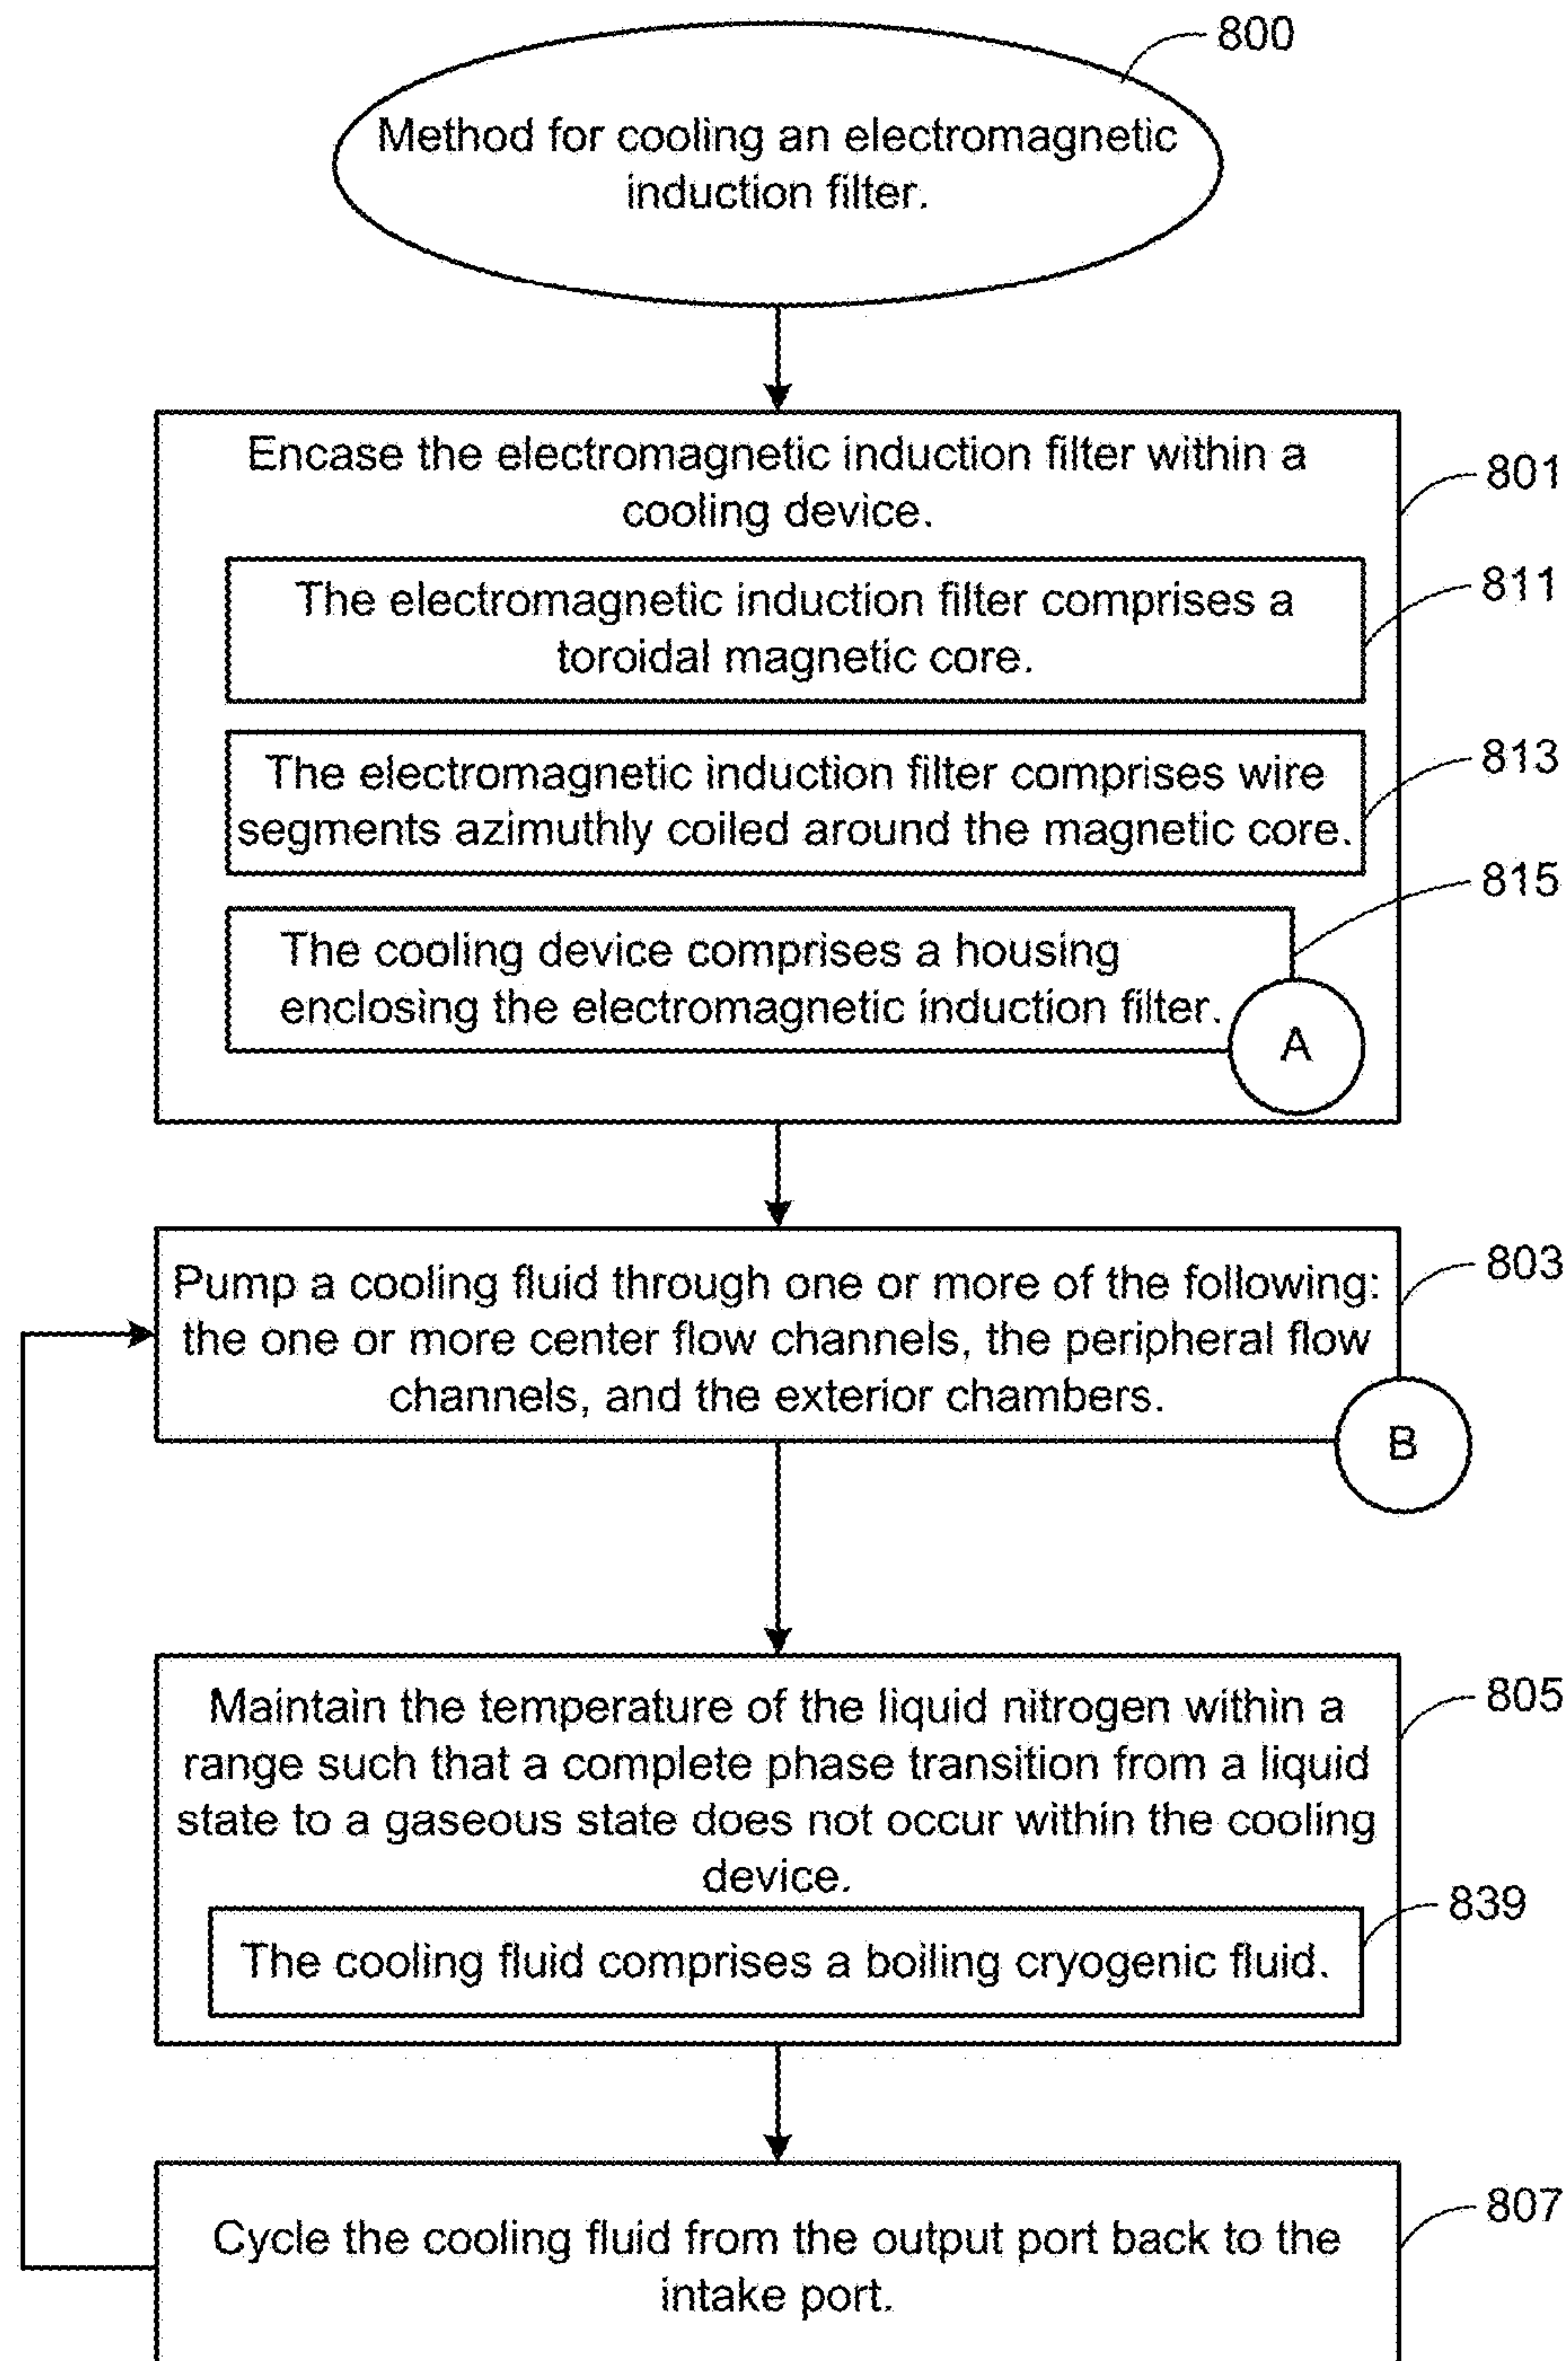 800
Method for cooling an electromagnetic
induction filter.
Encase the electromagnetic induction filter within a
cooling device.
801
The electromagnetic induction filter comprises a
toroidal magnetic core.
811
The electromagnetic induction filter comprises wire
segments azimuthly coiled around the magnetic core.
813
815
The cooling device comprises a housing
enclosing the electromagnetic induction filter.
A
Pump a cooling fluid through one or more of the following:
the one or more center flow channels, the peripheral flow
channels, and the exterior chambers.
803
B
Maintain the temperature of the liquid nitrogen within a
range such that a complete phase transition from a liquid
state to a gaseous state does not occur within the cooling
device.
805
The cooling fluid comprises a boiling cryogenic fluid.
839
Cycle the cooling fluid from the output port back to the
intake port.
807